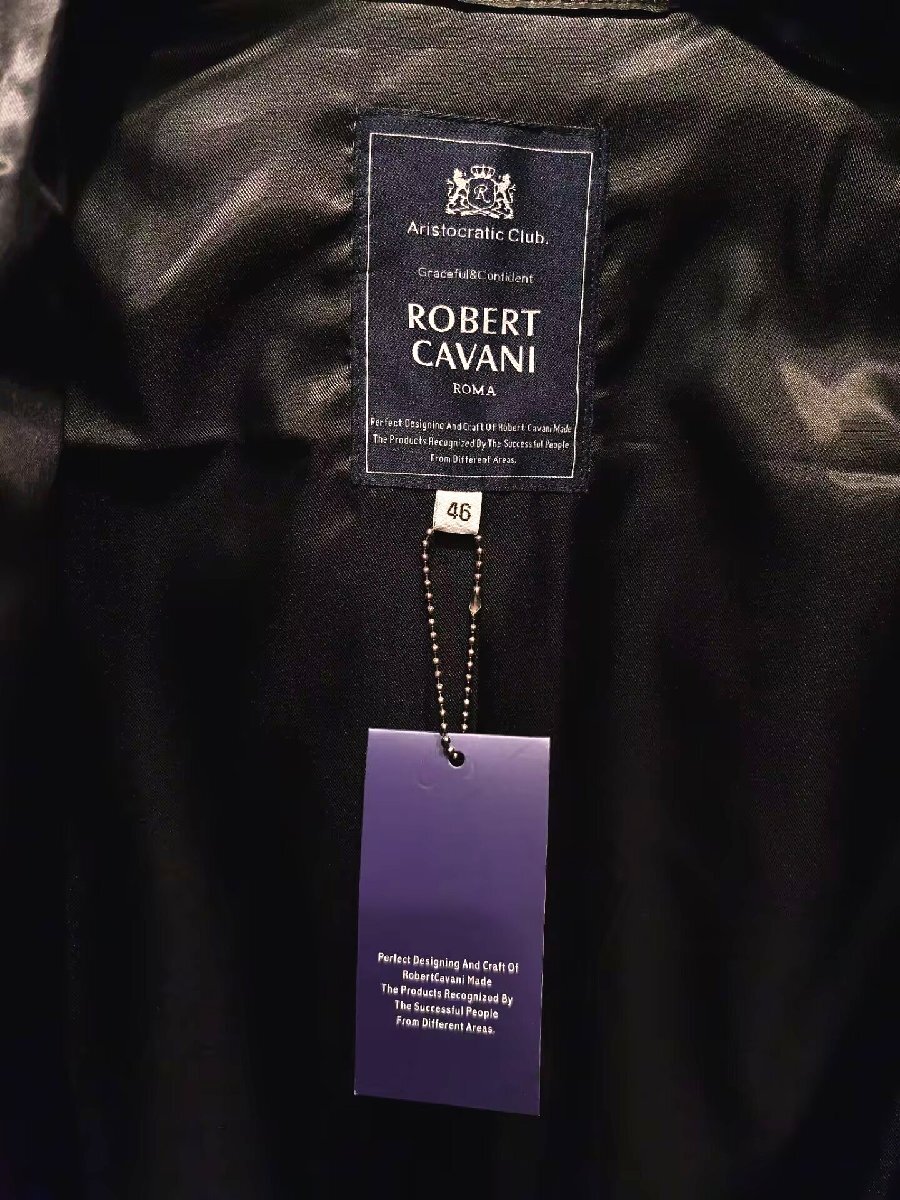 R
Aristocratic Club.
Graceful&Confident
ROBERT
CAVANI
ROMA
Perfect Designing And Craft Of Robert Cavani Made
The Products Recognized By The Successful People
From Different Areas.
46
Perfect Designing And Craft Of
RobertCavani Made
The Products Recognized By
The Successful People
From Different Areas.